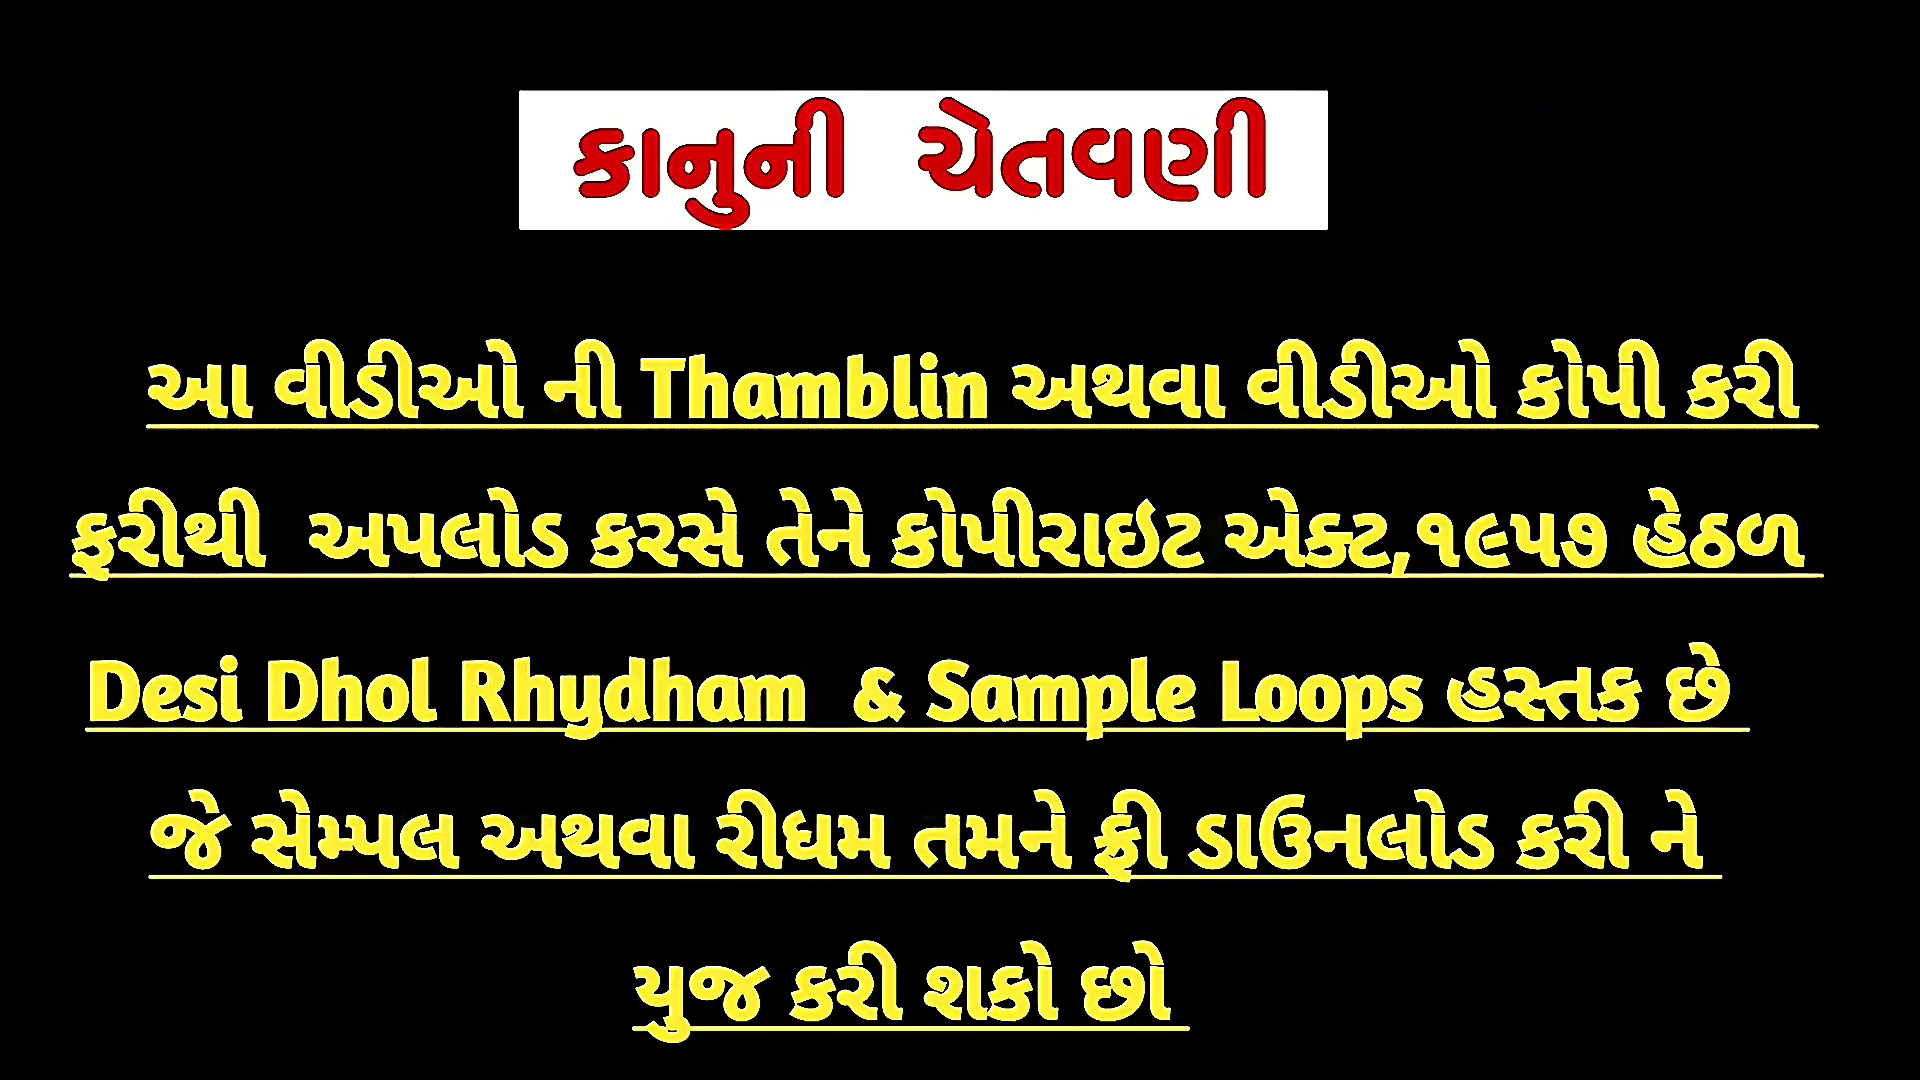 કાનુની ચેતવણી
આ વીડીઓ ની Thamblin અથવા વીડીઓ કોપી કરી
ફરીથી અપલોડ કરસે તેને કોપીરાઇટ એક્ટ,૧૯૫૭ હેઠળ
Desi Dhol Rhydham & Sample Loops હસ્તક છે
જે સેમ્પલ અથવા રીધમ તમને ફ્રી ડાઉનલોડ કરી ને
યુજ કરી શકો છો